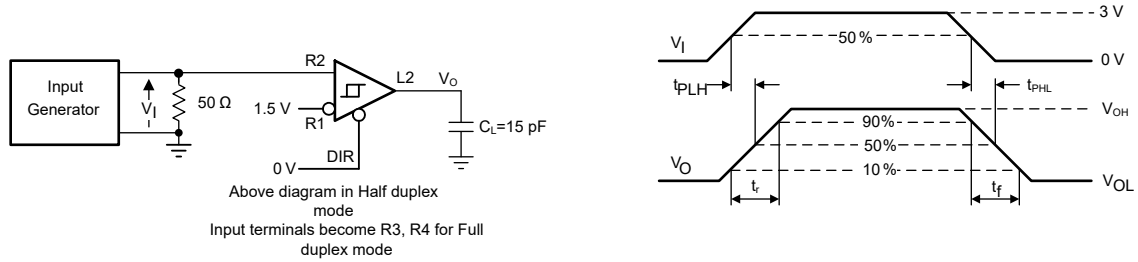 Input
Generator
VI
50 Ω
R2
1.5 V
R1
L2
VO
CL=15 pF
0 V
DIR
Above diagram in Half duplex
mode
Input terminals become R3, R4 for Full
duplex mode
3 V
VI
50%
0 V
tPLH
tPHL
VOH
90%
50%
VO
10%
VOL
tr
tf